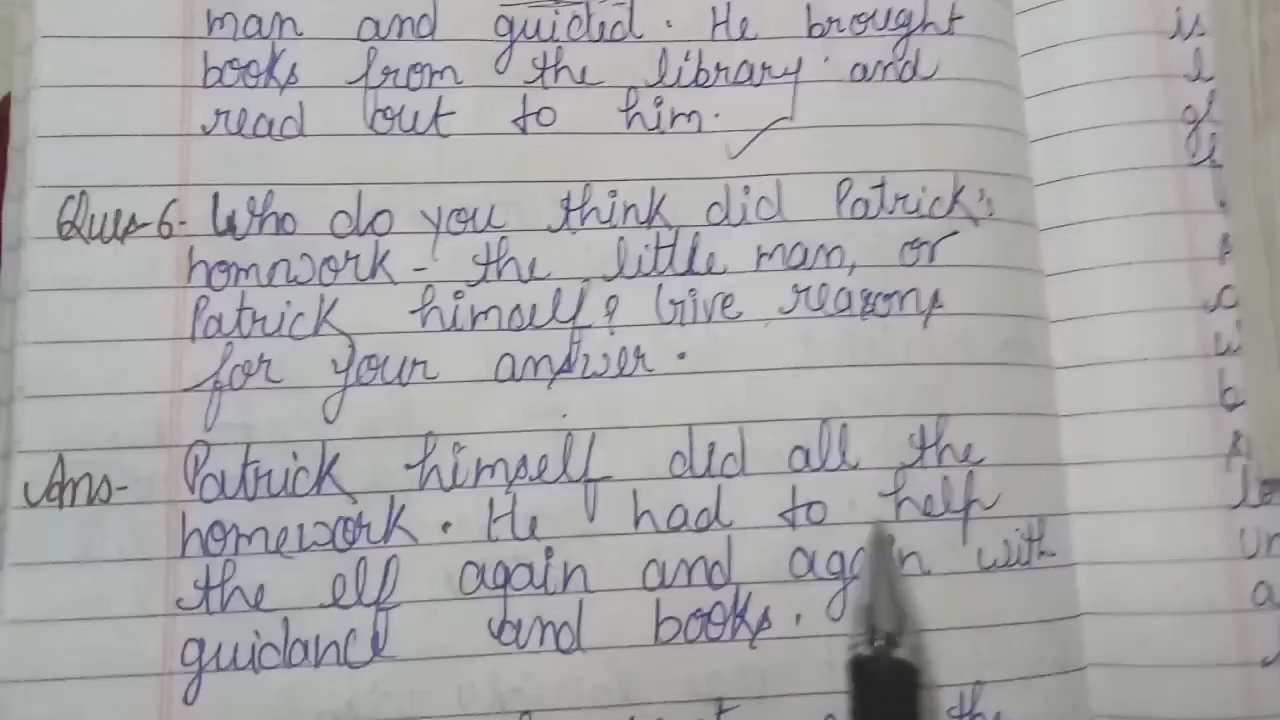 man and guided. He brought
books from the library and
read out to him.
Ques-6- Who do you think did Patrick's
homwork - the little man, or
Patrick himself? Give reasons
for your answer.
Ans- Patrick himself did all the
homework. He had to help
the elf again and again with
guidance and books.
the